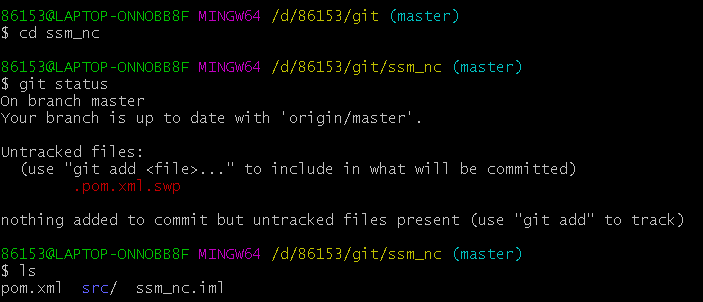 86153@LAPTOP-ONNOBB8F MINGW64 /d/86153/git (master)
$ cd ssm_nc
86153@LAPTOP-ONNOBB8F MINGW64 /d/86153/git/ssm_nc (master)
$ git status
On branch master
Your branch is up to date with 'origin/master'.
Untracked files:
  (use "git add <file>..." to include in what will be committed)
        .pom.xml.swp
nothing added to commit but untracked files present (use "git add" to track)
86153@LAPTOP-ONNOBB8F MINGW64 /d/86153/git/ssm_nc (master)
$ ls
pom.xml  src/  ssm_nc.iml